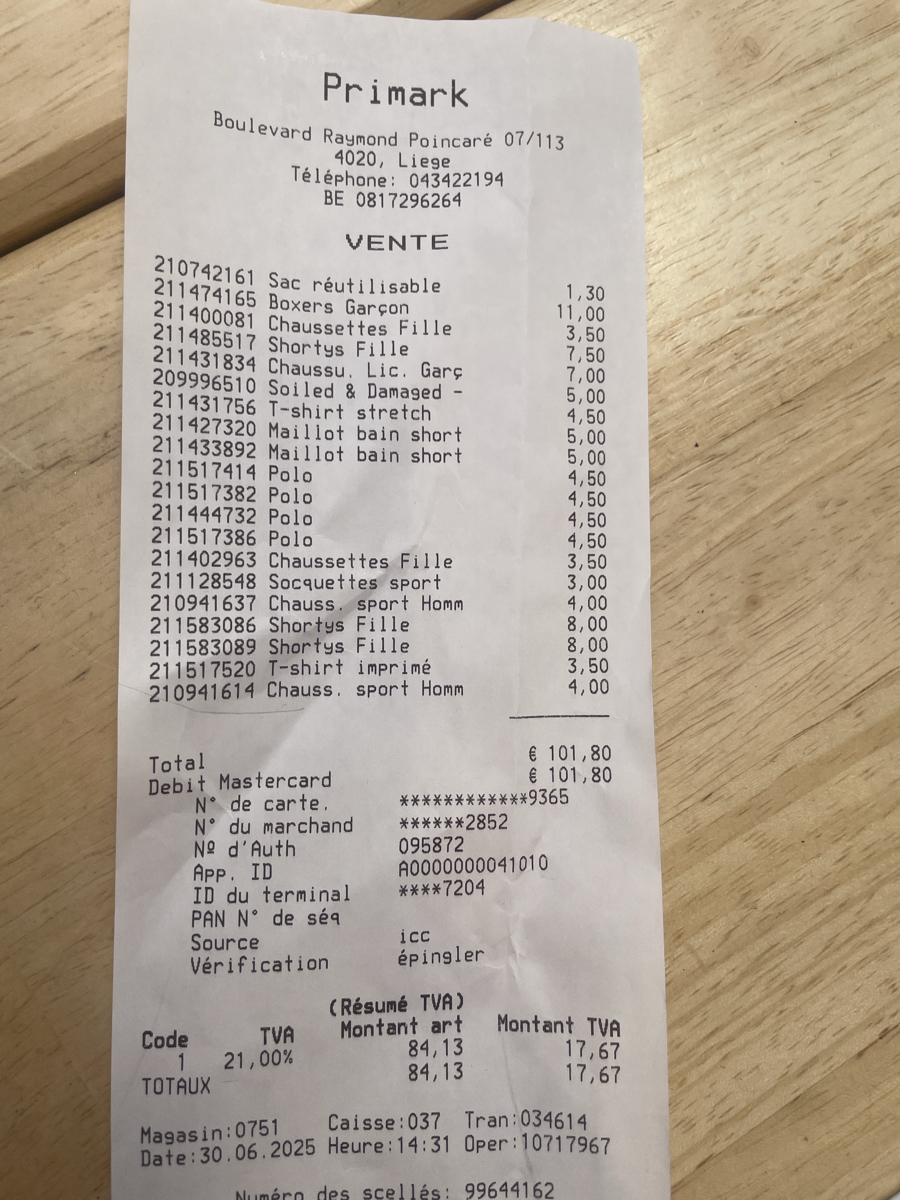 Primark
Boulevard Raymond Poincaré 07/113
4020, Liege
Téléphone: 043422194
BE 0817296264
VENTE
210742161 Sac réutilisable 1,30
211474165 Boxers Garçon 11,00
211400081 Chaussettes Fille 3,50
211485517 Shortys Fille 7,50
211431834 Chaussu. Lic. Garç 7,00
209996510 Soiled & Damaged - 5,00
211431756 T-shirt stretch 4,50
211427320 Maillot bain short 5,00
211433892 Maillot bain short 5,00
211517414 Polo 4,50
211517382 Polo 4,50
211444732 Polo 4,50
211517386 Polo 4,50
211402963 Chaussettes Fille 3,50
211128548 Socquettes sport 3,00
210941637 Chauss. sport Homm 4,00
211583086 Shortys Fille 8,00
211583089 Shortys Fille 8,00
211517520 T-shirt imprimé 3,50
210941614 Chauss. sport Homm 4,00
Total € 101,80
Debit Mastercard € 101,80
N° de carte. ************9365
N° du marchand ******2852
Nº d'Auth 095872
App. ID A0000000041010
ID du terminal ****7204
PAN N° de séq
Source icc
Vérification épingler
(Résumé TVA)
Code TVA Montant art Montant TVA
1 21,00% 84,13 17,67
TOTAUX 84,13 17,67
Magasin:0751 Caisse:037 Tran:034614
Date:30.06.2025 Heure:14:31 Oper:10717967
Numéro des scellés: 99644162